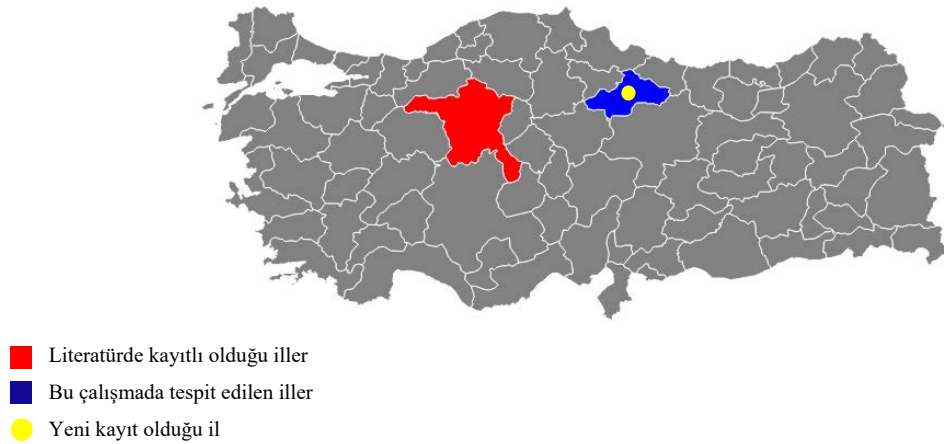 Literatürde kayıtlı olduğu iller
Bu çalışmada tespit edilen iller
Yeni kayıt olduğu il